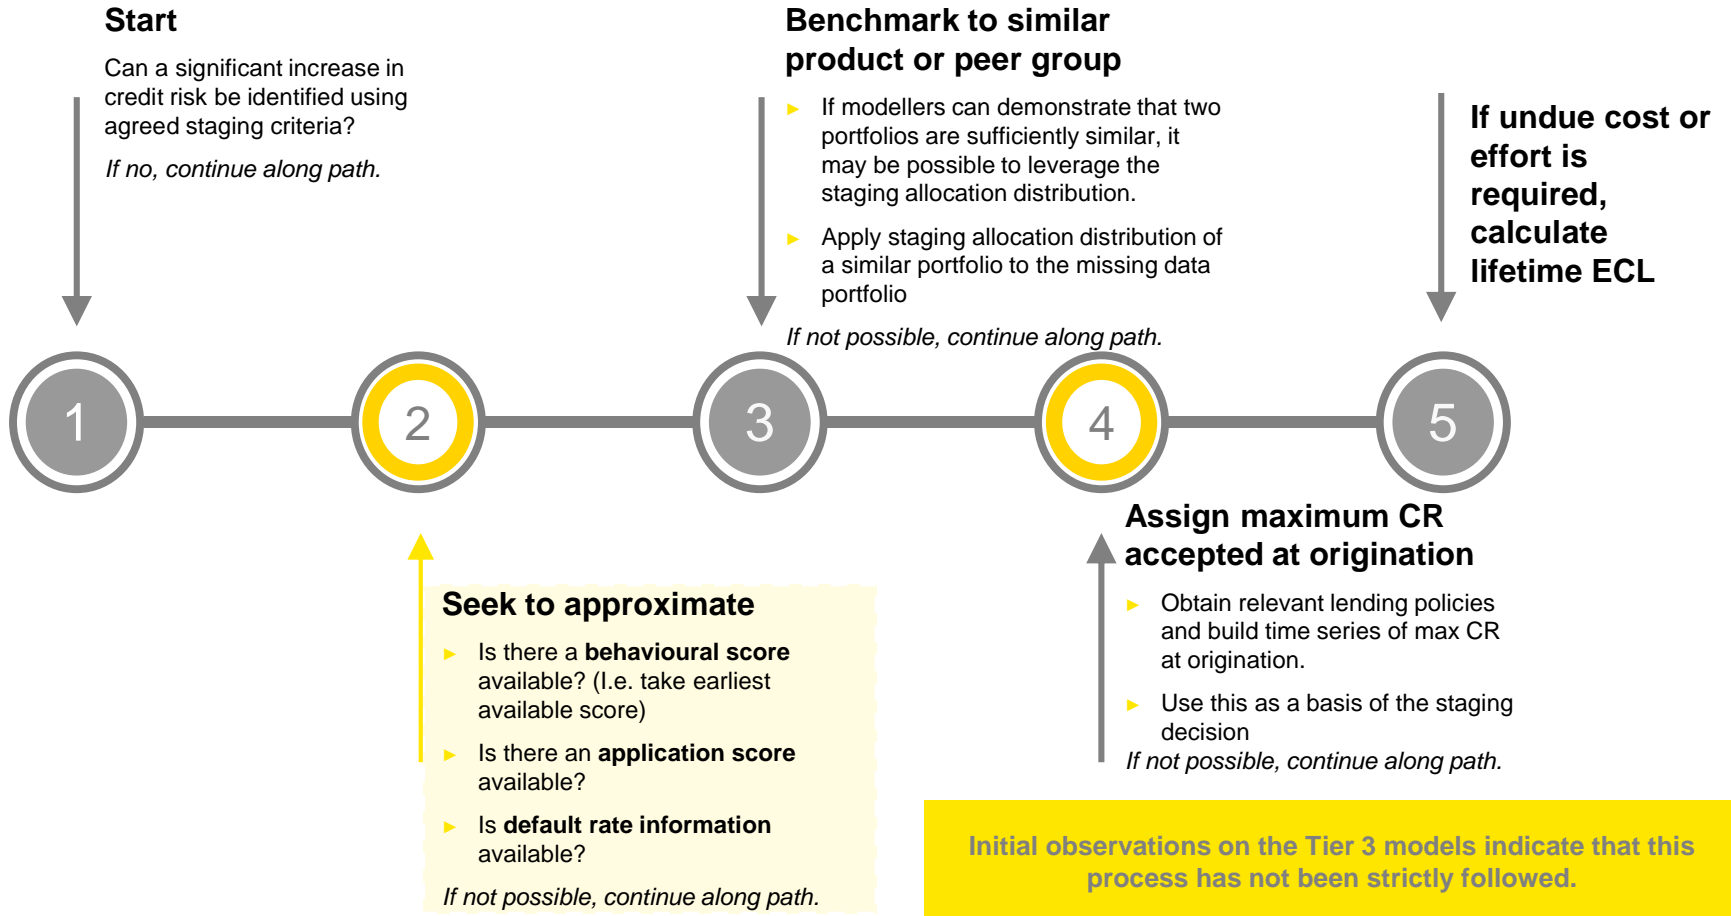 Start
Can a significant increase in
credit risk be identified using
agreed staging criteria?
If no, continue along path.
Benchmark to similar
product or peer group
► If modellers can demonstrate that two
portfolios are sufficiently similar, it
may be possible to leverage the
staging allocation distribution.
► Apply staging allocation distribution of
a similar portfolio to the missing data
portfolio
If not possible, continue along path.
If undue cost or
effort is
required,
calculate
lifetime ECL
1
2
3
4
5
Seek to approximate
► Is there a behavioural score
available? (I.e. take earliest
available score)
► Is there an application score
available?
► Is default rate information
available?
If not possible, continue along path.
Assign maximum CR
accepted at origination
► Obtain relevant lending policies
and build time series of max CR
at origination.
► Use this as a basis of the staging
decision
If not possible, continue along path.
Initial observations on the Tier 3 models indicate that this
process has not been strictly followed.